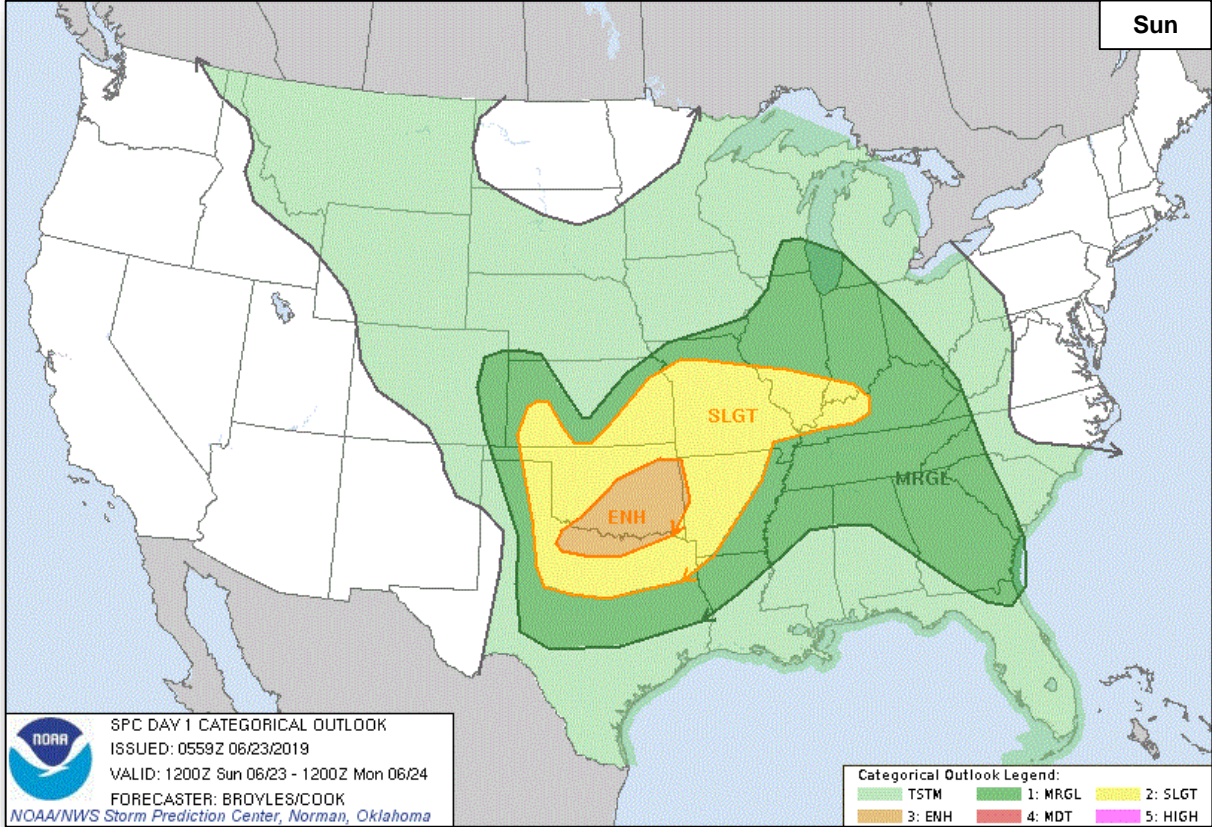 Sun
SLGT
MRGL
ENH
NOAA
SPC DAY 1 CATEGORICAL OUTLOOK
ISSUED: 0559Z 06/23/2019
VALID: 1200Z Sun 06/23 - 1200Z Mon 06/24
FORECASTER: BROYLES/COOK
NOAA/NWS Storm Prediction Center, Norman, Oklahoma
Categorical Outlook Legend:
TSTM 1: MRGL 2: SLGT
3: ENH 4: MDT 5: HIGH